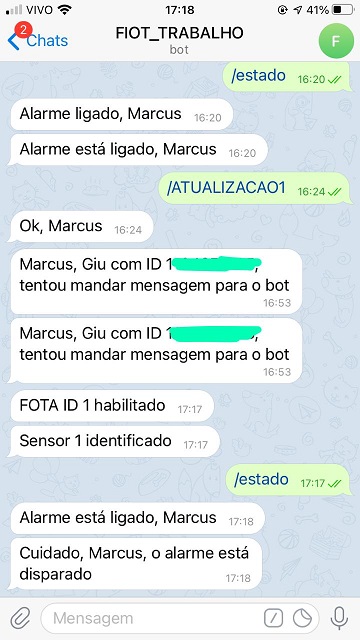 VIVO 17:18 41%
2
Chats
FIOT_TRABALHO
bot
F
/estado 16:20
Alarme ligado, Marcus 16:20
Alarme está ligado, Marcus 16:20
/ATUALIZACAO1 16:24
Ok, Marcus 16:24
Marcus, Giu com ID 1
tentou mandar mensagem para o bot
16:53
Marcus, Giu com ID 1
tentou mandar mensagem para o bot
16:53
FOTA ID 1 habilitado 17:17
Sensor 1 identificado 17:17
/estado 17:17
Alarme está ligado, Marcus 17:18
Cuidado, Marcus, o alarme está
disparado 17:18
Mensagem